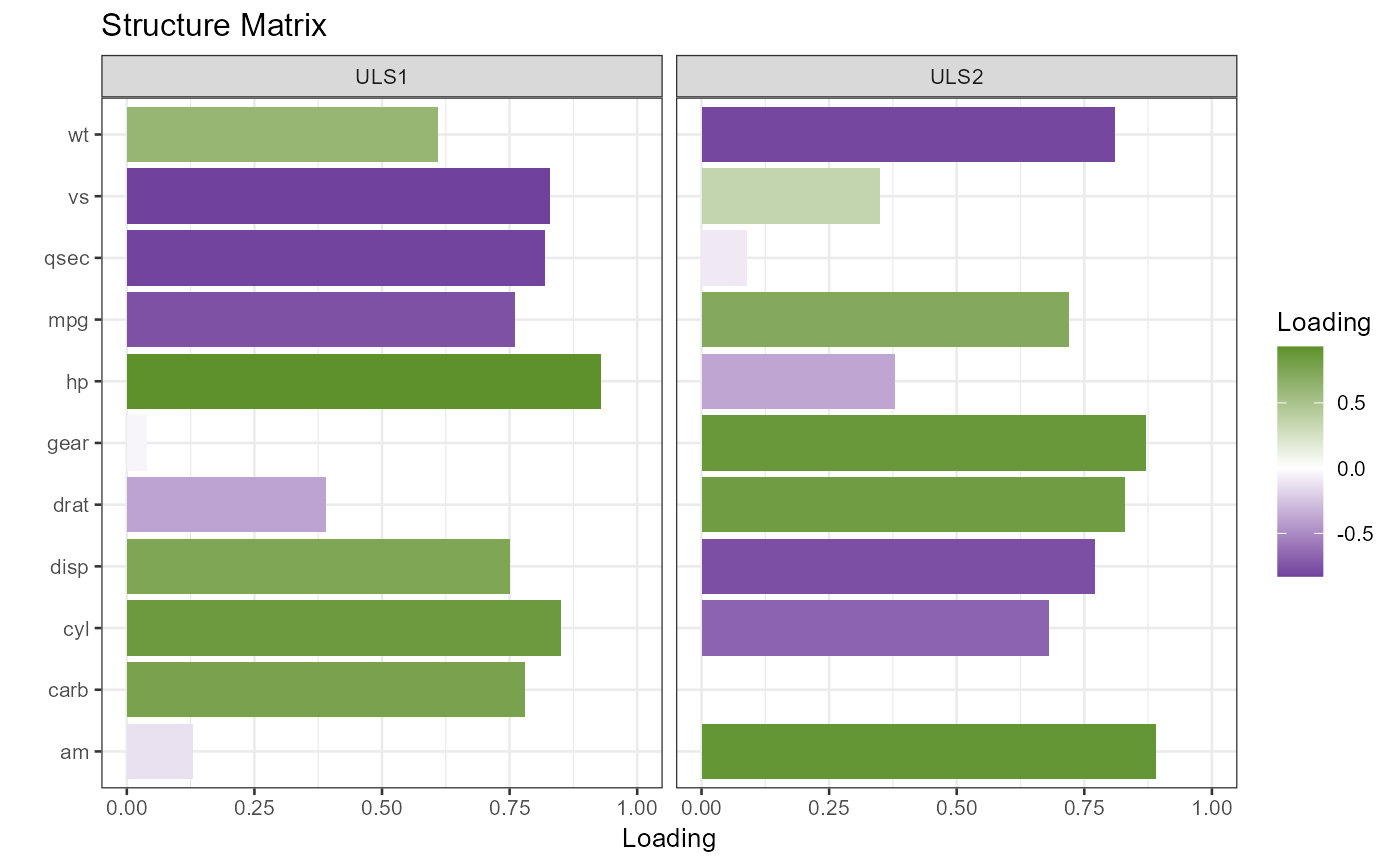 Structure Matrix
ULS1
ULS2
wt
vs
qsec
mpg
hp
gear
drat
disp
cyl
carb
am
0.00 0.25 0.50 0.75 1.00
0.00 0.25 0.50 0.75 1.00
Loading
Loading
0.5
0.0
-0.5